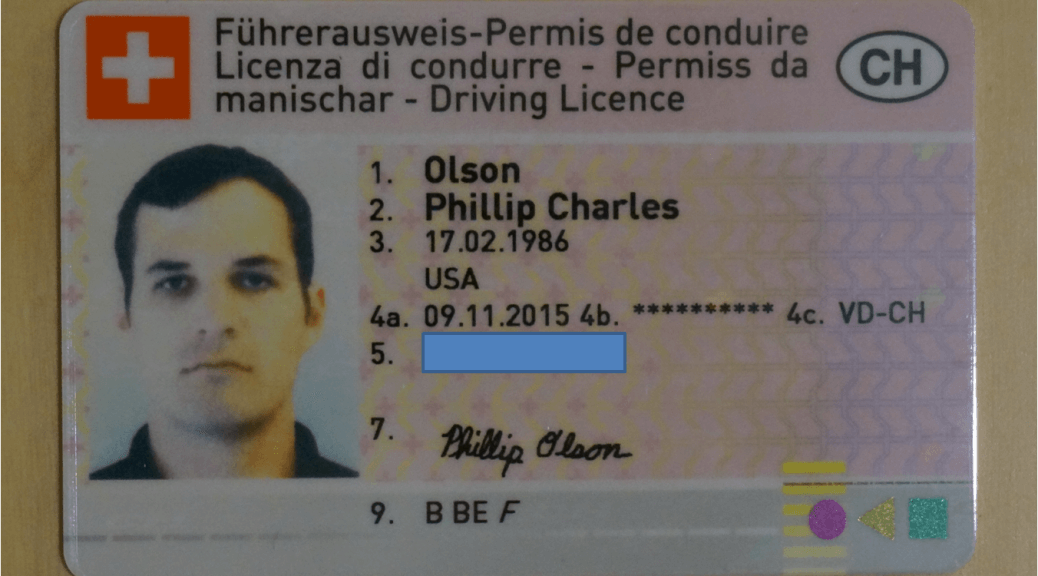 Führerausweis-Permis de conduire
Licenza di condurre - Permiss da
manischar - Driving Licence
CH
1. Olson
2. Phillip Charles
3. 17.02.1986
USA
4a. 09.11.2015 4b. ********** 4c. VD-CH
5.
7. Phillip Olson
9. B BE F